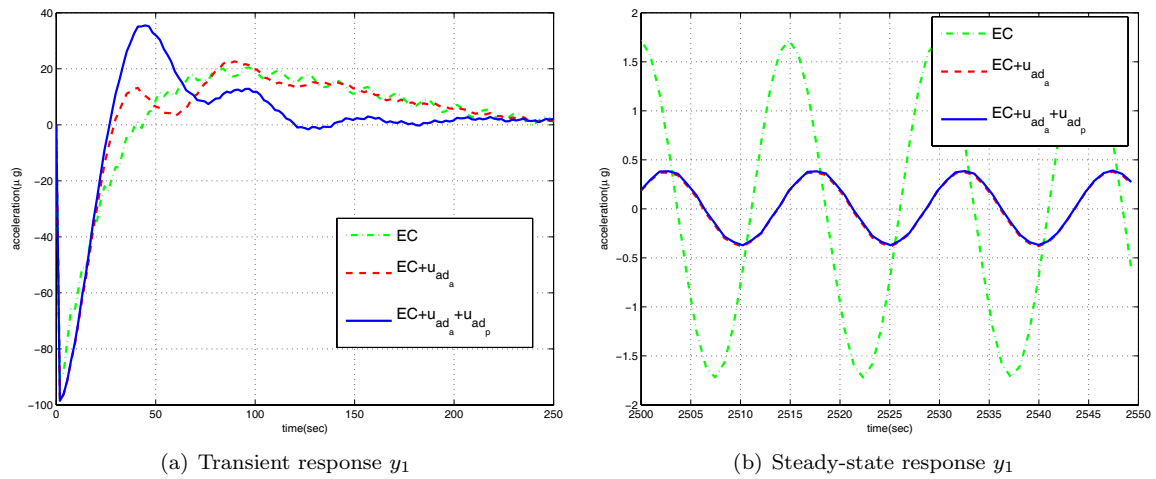 40
20
0
−20
−40
−60
−80
−100
acceleration(μ g)
0
50
100
150
200
250
time(sec)
EC
EC+u_ad_a
EC+u_ad_a+u_ad_p
(a) Transient response y1
2
1.5
1
0.5
0
−0.5
−1
−1.5
−2
acceleration(μ g)
2500
2505
2510
2515
2520
2525
2530
2535
2540
2545
2550
time(sec)
EC
EC+u_ad_a
EC+u_ad_a+u_ad_p
(b) Steady-state response y1